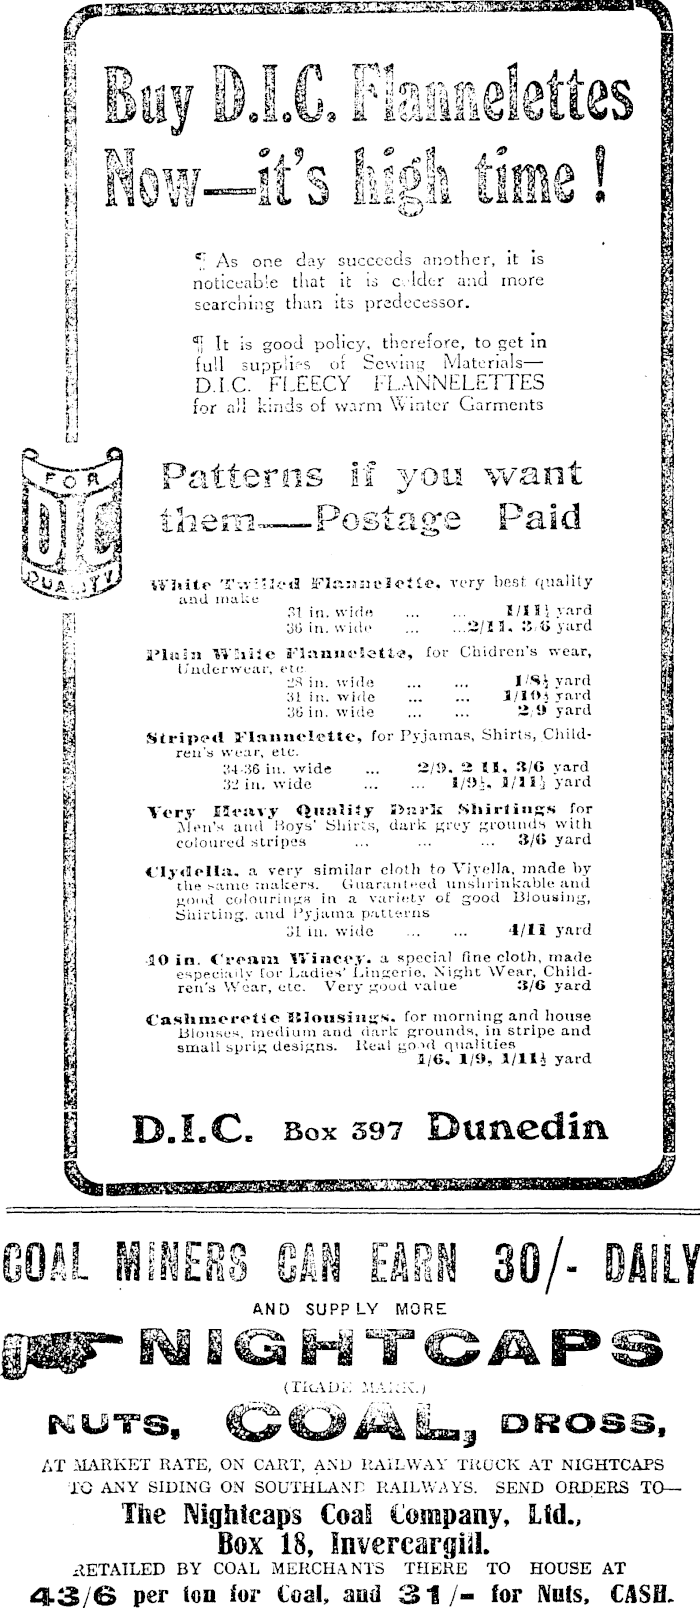 Buy D.I.C. Flannelettes
Now—it's high time!
¶ As one day succeeds another, it is
noticeable that it is colder and more
searching than its predecessor.
¶ It is good policy, therefore, to get in
full supplies of Sewing Materials—
D.I.C. FLEECY FLANNELETTES
for all kinds of warm Winter Garments
FOR
DIC
QUALITY
Patterns if you want
them—Postage Paid
White Twilled Flannelette, very best quality
and make
31 in. wide ... ... 1/11½ yard
36 in. wide ... ...2/11, 3/6 yard
Plain White Flannelette, for Chidren's wear,
Underwear, etc
28 in. wide ... ... 1/8½ yard
31 in. wide ... ... 1/10½ yard
36 in. wide ... ... 2/9 yard
Striped Flannelette, for Pyjamas, Shirts, Child-
ren's wear, etc.
34-36 in. wide ... 2/9, 2/11, 3/6 yard
32 in. wide ... ... 1/9½, 1/11½ yard
Very Heavy Quality Dark Shirtings for
Men's and Boys' Shirts, dark grey grounds with
coloured stripes ... ... ... 3/6 yard
Clydella, a very similar cloth to Viyella, made by
the same makers. Guaranteed unshrinkable and
good colourings in a variety of good Blousing,
Shirting, and Pyjama patterns
31 in. wide ... ... 4/11 yard
40 in. Cream Wincey, a special fine cloth, made
especially for Ladies' Lingerie, Night Wear, Child-
ren's Wear, etc. Very good value 3/6 yard
Cashmerette Blousings, for morning and house
Blouses, medium and dark grounds, in stripe and
small sprig designs. Real good qualities
1/6, 1/9, 1/11½ yard
D.I.C. Box 397 Dunedin
COAL MINERS CAN EARN 30/- DAILY
AND SUPPLY MORE
NIGHTCAPS
(TRADE MARK.)
NUTS, COAL, DROSS,
AT MARKET RATE, ON CART, AND RAILWAY TRUCK AT NIGHTCAPS
TO ANY SIDING ON SOUTHLAND RAILWAYS. SEND ORDERS TO—
The Nightcaps Coal Company, Ltd.,
Box 18, Invercargill.
RETAILED BY COAL MERCHANTS THERE TO HOUSE AT
43/6 per ton for Coal, and 31/- for Nuts, CASH.